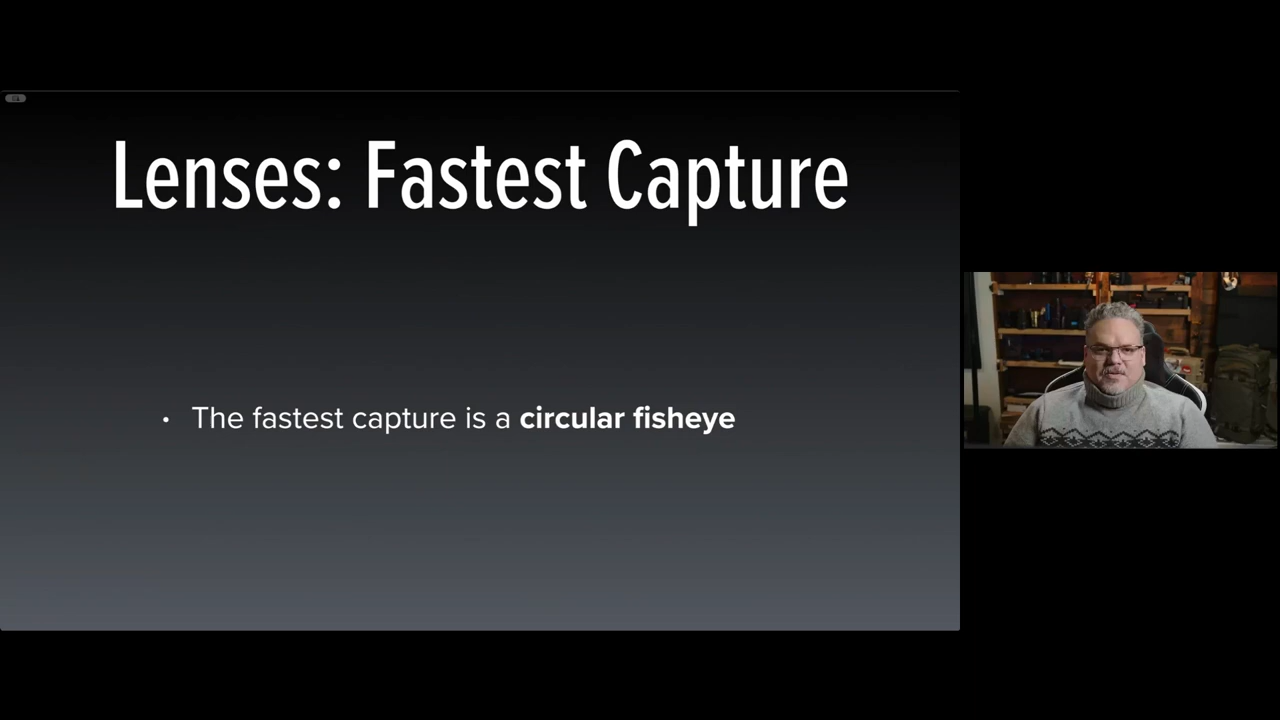 Lenses: Fastest Capture
• The fastest capture is a circular fisheye